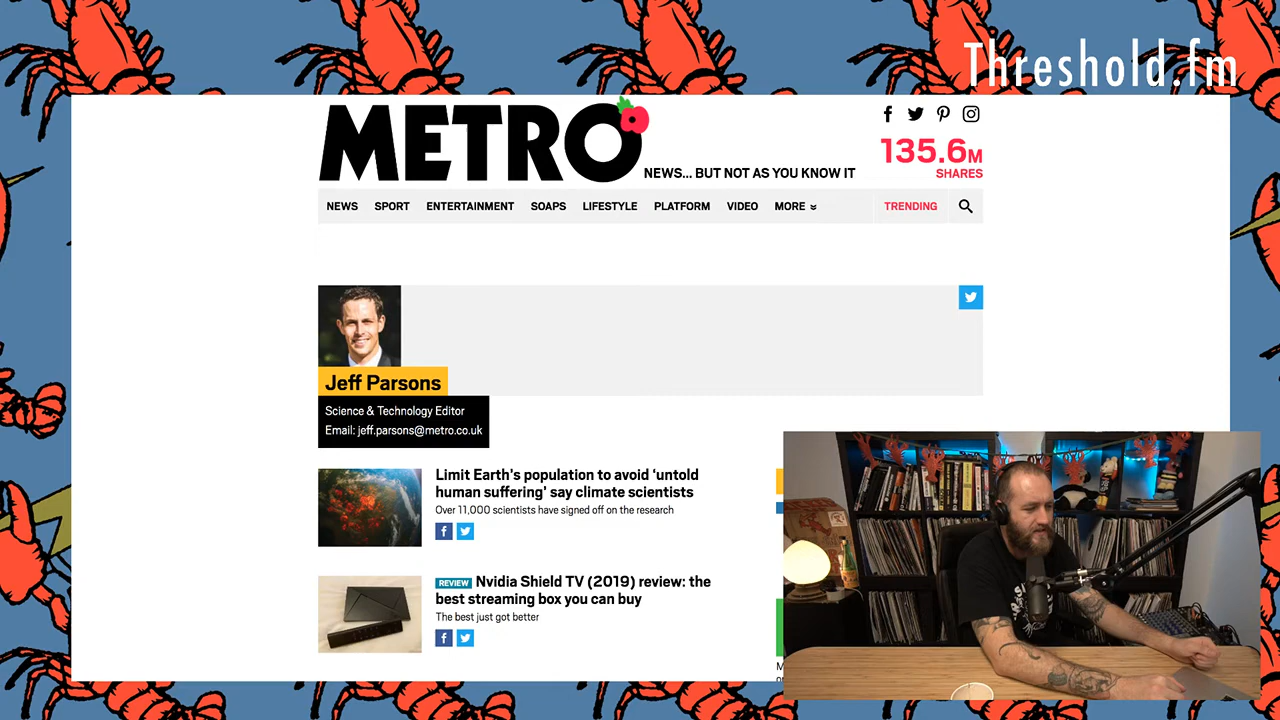 Threshold.fm
METRO
NEWS... BUT NOT AS YOU KNOW IT
135.6M
SHARES
NEWS SPORT ENTERTAINMENT SOAPS LIFESTYLE PLATFORM VIDEO MORE TRENDING
Jeff Parsons
Science & Technology Editor
Email: jeff.parsons@metro.co.uk
Limit Earth's population to avoid ‘untold
human suffering’ say climate scientists
Over 11,000 scientists have signed off on the research
REVIEW Nvidia Shield TV (2019) review: the
best streaming box you can buy
The best just got better